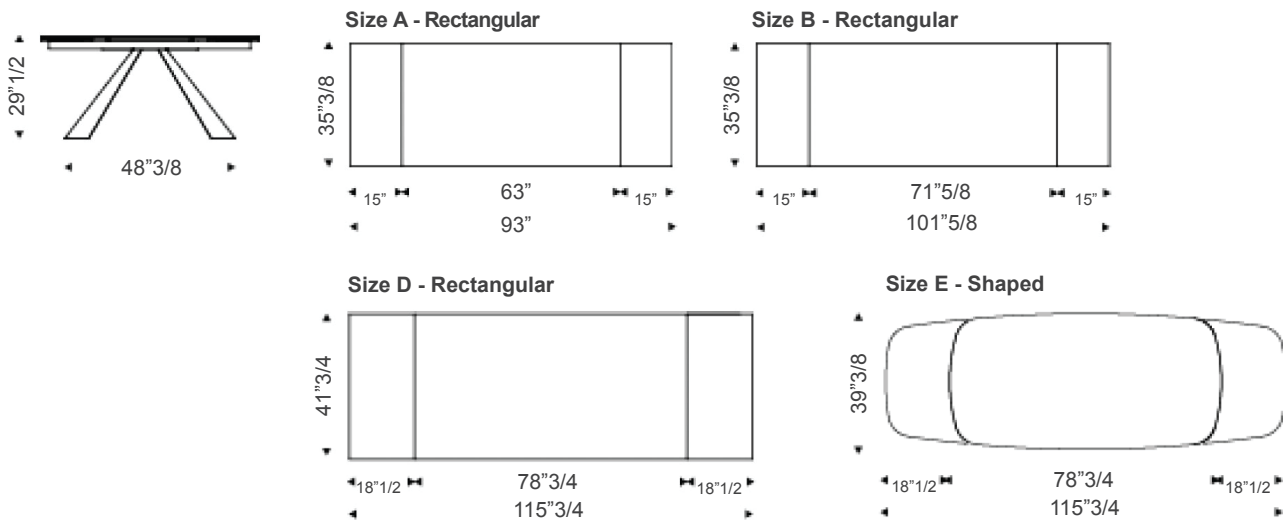 29"1/2
48"3/8
Size A - Rectangular
35"3/8
15" 63" 15"
93"
Size B - Rectangular
35"3/8
15" 71"5/8 15"
101"5/8
Size D - Rectangular
41"3/4
18"1/2 78"3/4 18"1/2
115"3/4
Size E - Shaped
39"3/8
18"1/2 78"3/4 18"1/2
115"3/4